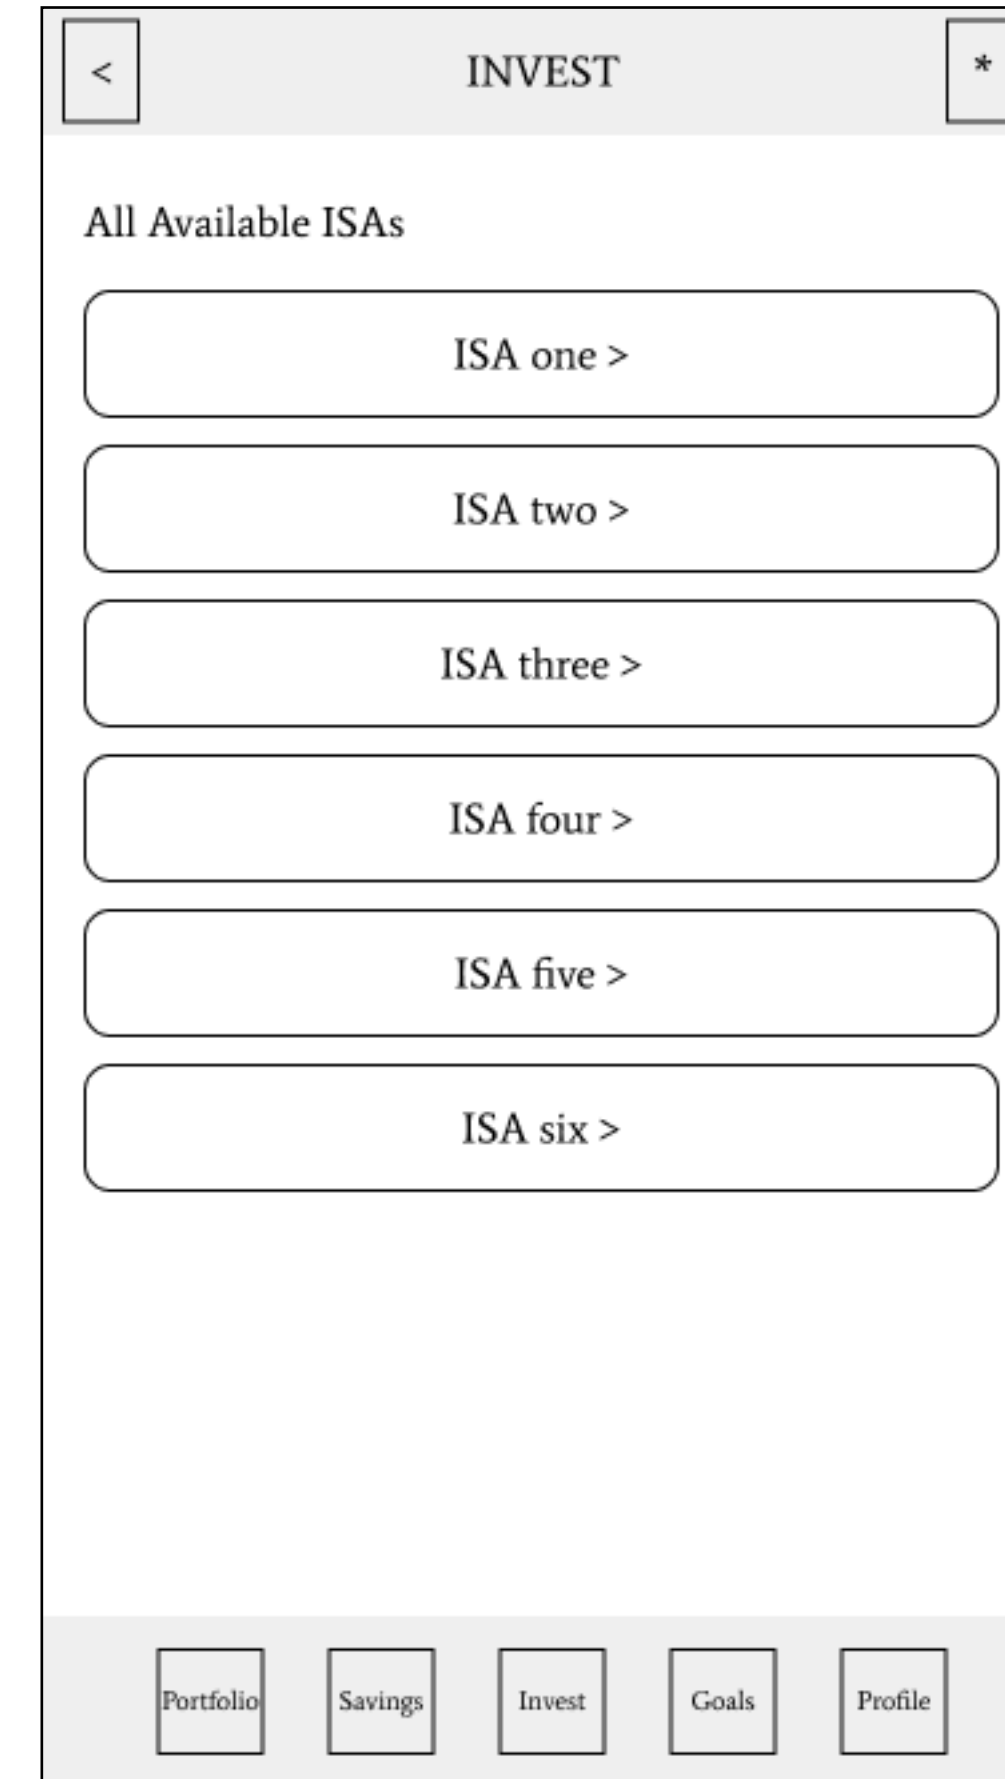 < INVEST *
All Available ISAs
ISA one >
ISA two >
ISA three >
ISA four >
ISA five >
ISA six >
Portfolio Savings Invest Goals Profile